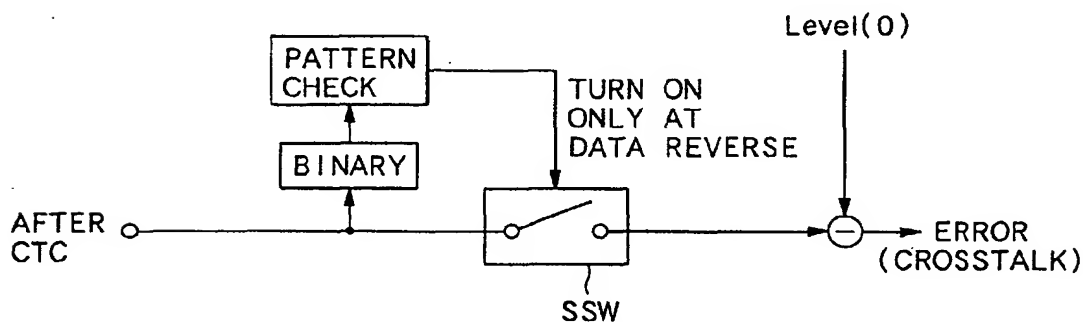 Level(0)
PATTERN
CHECK
TURN ON
ONLY AT
DATA REVERSE
BINARY
AFTER
CTC
ERROR
(CROSSTALK)
SSW